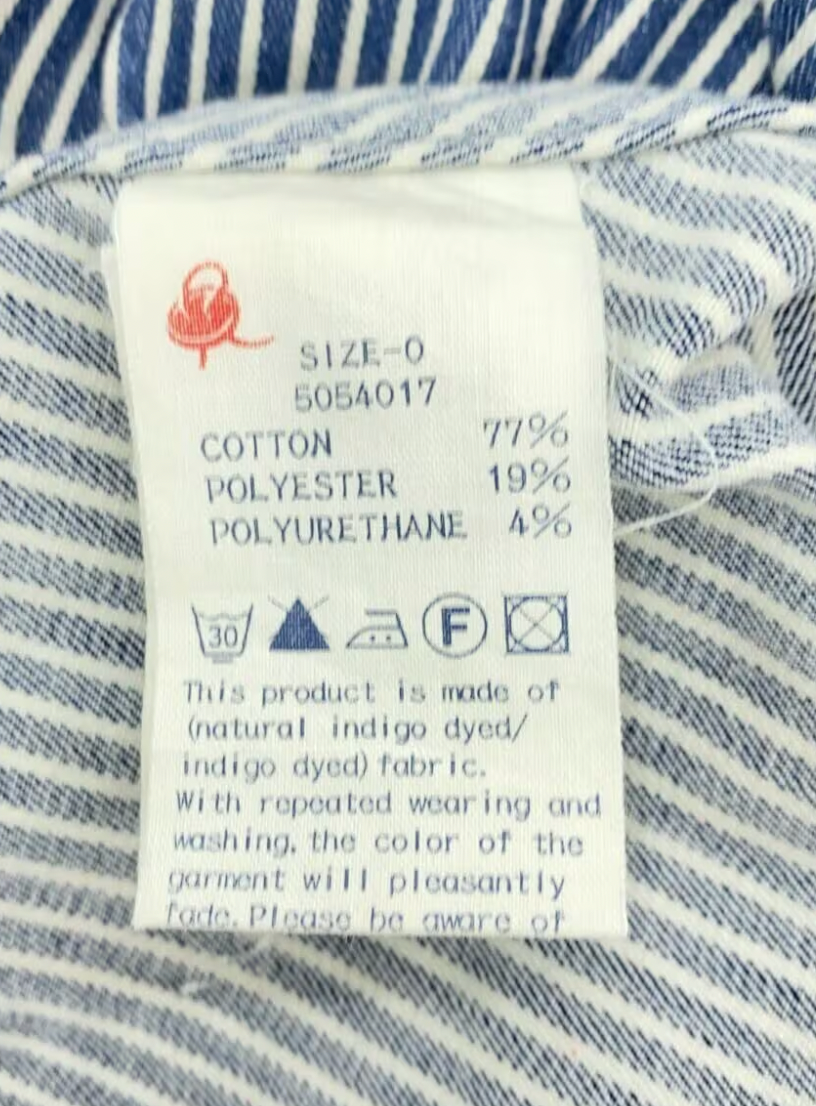 SIZE-0
5054017
COTTON 77%
POLYESTER 19%
POLYURETHANE 4%
30 F
This product is made of
(natural indigo dyed/
indigo dyed) fabric.
With repeated wearing and
washing, the color of the
garment will pleasantly
fade. Please be aware of